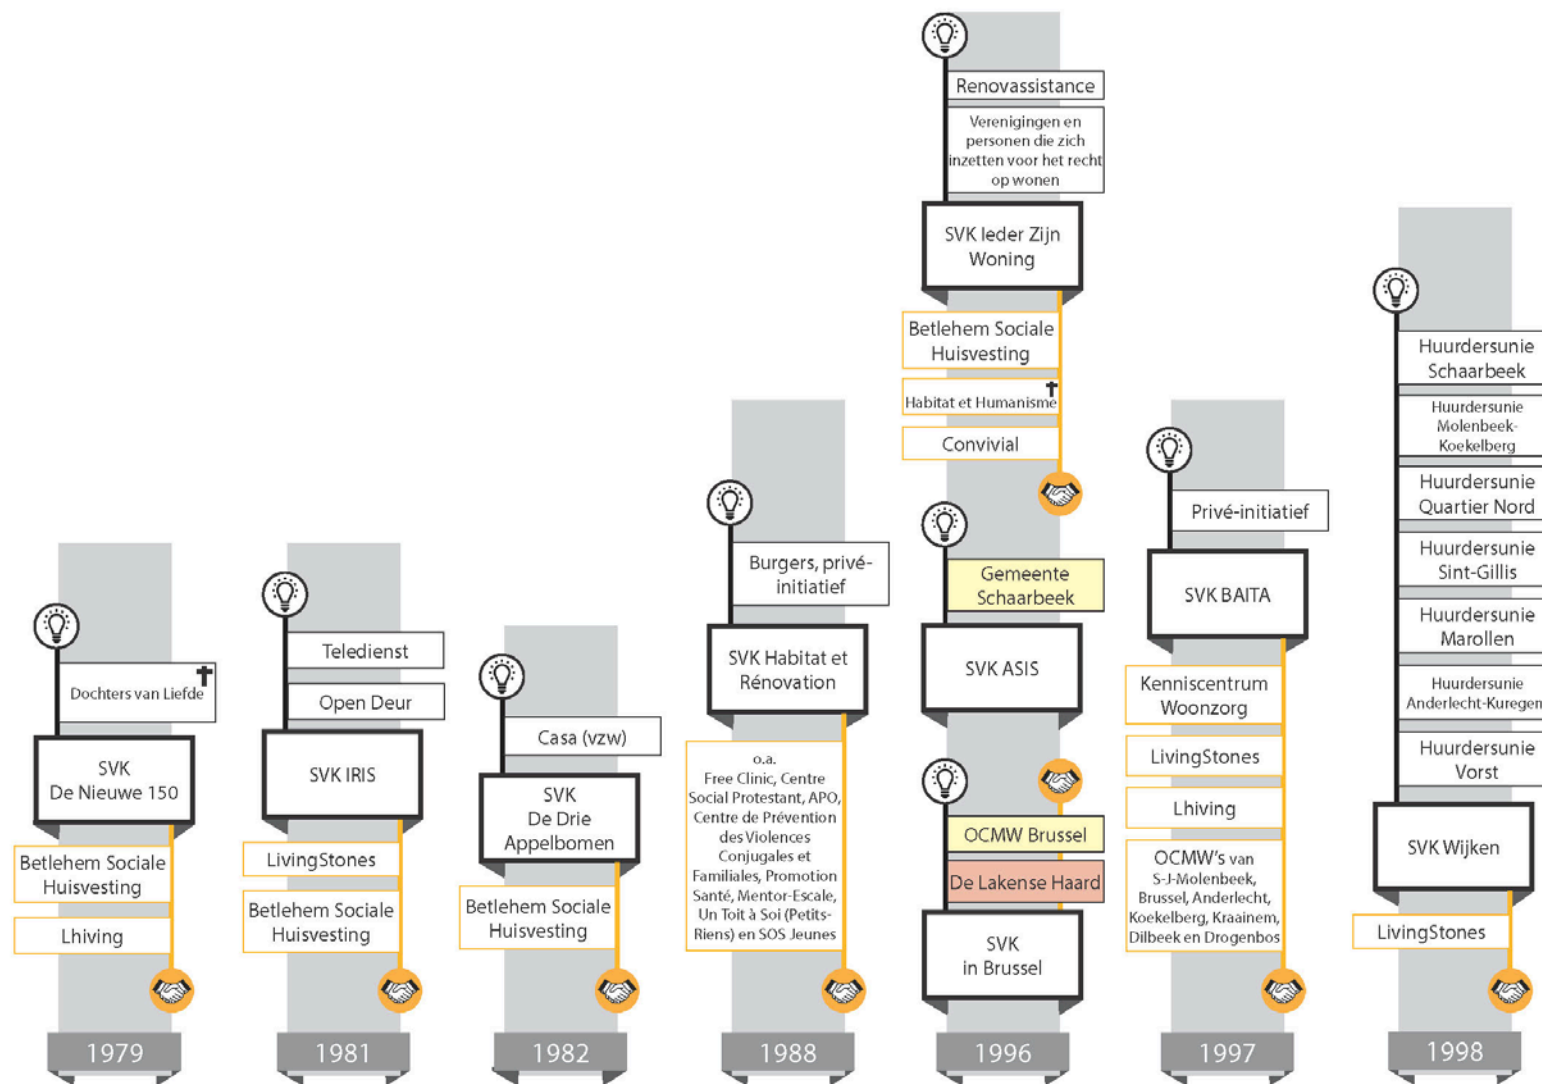 Dochters van Liefde
SVK
De Nieuwe 150
Betlehem Sociale
Huisvesting
Lhiving
1979
Teledienst
Open Deur
SVK IRIS
LivingStones
Betlehem Sociale
Huisvesting
1981
Casa (vzw)
SVK
De Drie
Appelbomen
Betlehem Sociale
Huisvesting
1982
Burgers, privé-
initiatief
SVK Habitat et
Rénovation
o.a.
Free Clinic, Centre
Social Protestant, APO,
Centre de Prévention
des Violences
Conjugales et
Familiales, Promotion
Santé, Mentor-Escale,
Un Toit à Soi (Petits-
Riens) en SOS Jeunes
1988
Renovassistance
Verenigingen en
personen die zich
inzetten voor het recht
op wonen
SVK Ieder Zijn
Woning
Betlehem Sociale
Huisvesting
Habitat et Humanisme
Convivial
Gemeente
Schaarbeek
SVK ASIS
OCMW Brussel
De Lakense Haard
SVK
in Brussel
1996
Privé-initiatief
SVK BAITA
Kenniscentrum
Woonzorg
LivingStones
Lhiving
OCMW's van
S-J-Molenbeek,
Brussel, Anderlecht,
Koekelberg, Kraainem,
Dilbeek en Drogenbos
1997
Huurdersunie
Schaarbeek
Huurdersunie
Molenbeek-
Koekelberg
Huurdersunie
Quartier Nord
Huurdersunie
Sint-Gillis
Huurdersunie
Marollen
Huurdersunie
Anderlecht-Kuregem
Huurdersunie
Vorst
SVK Wijken
LivingStones
1998